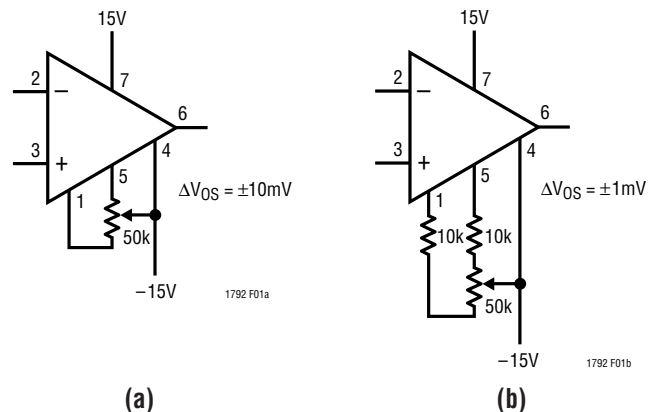 15V
2
7
−
6
3
+
4
5
1
ΔVOS = ±10mV
50k
−15V
1792 F01a
(a)
15V
2
7
−
6
3
+
4
5
1
ΔVOS = ±1mV
10k
10k
50k
−15V
1792 F01b
(b)